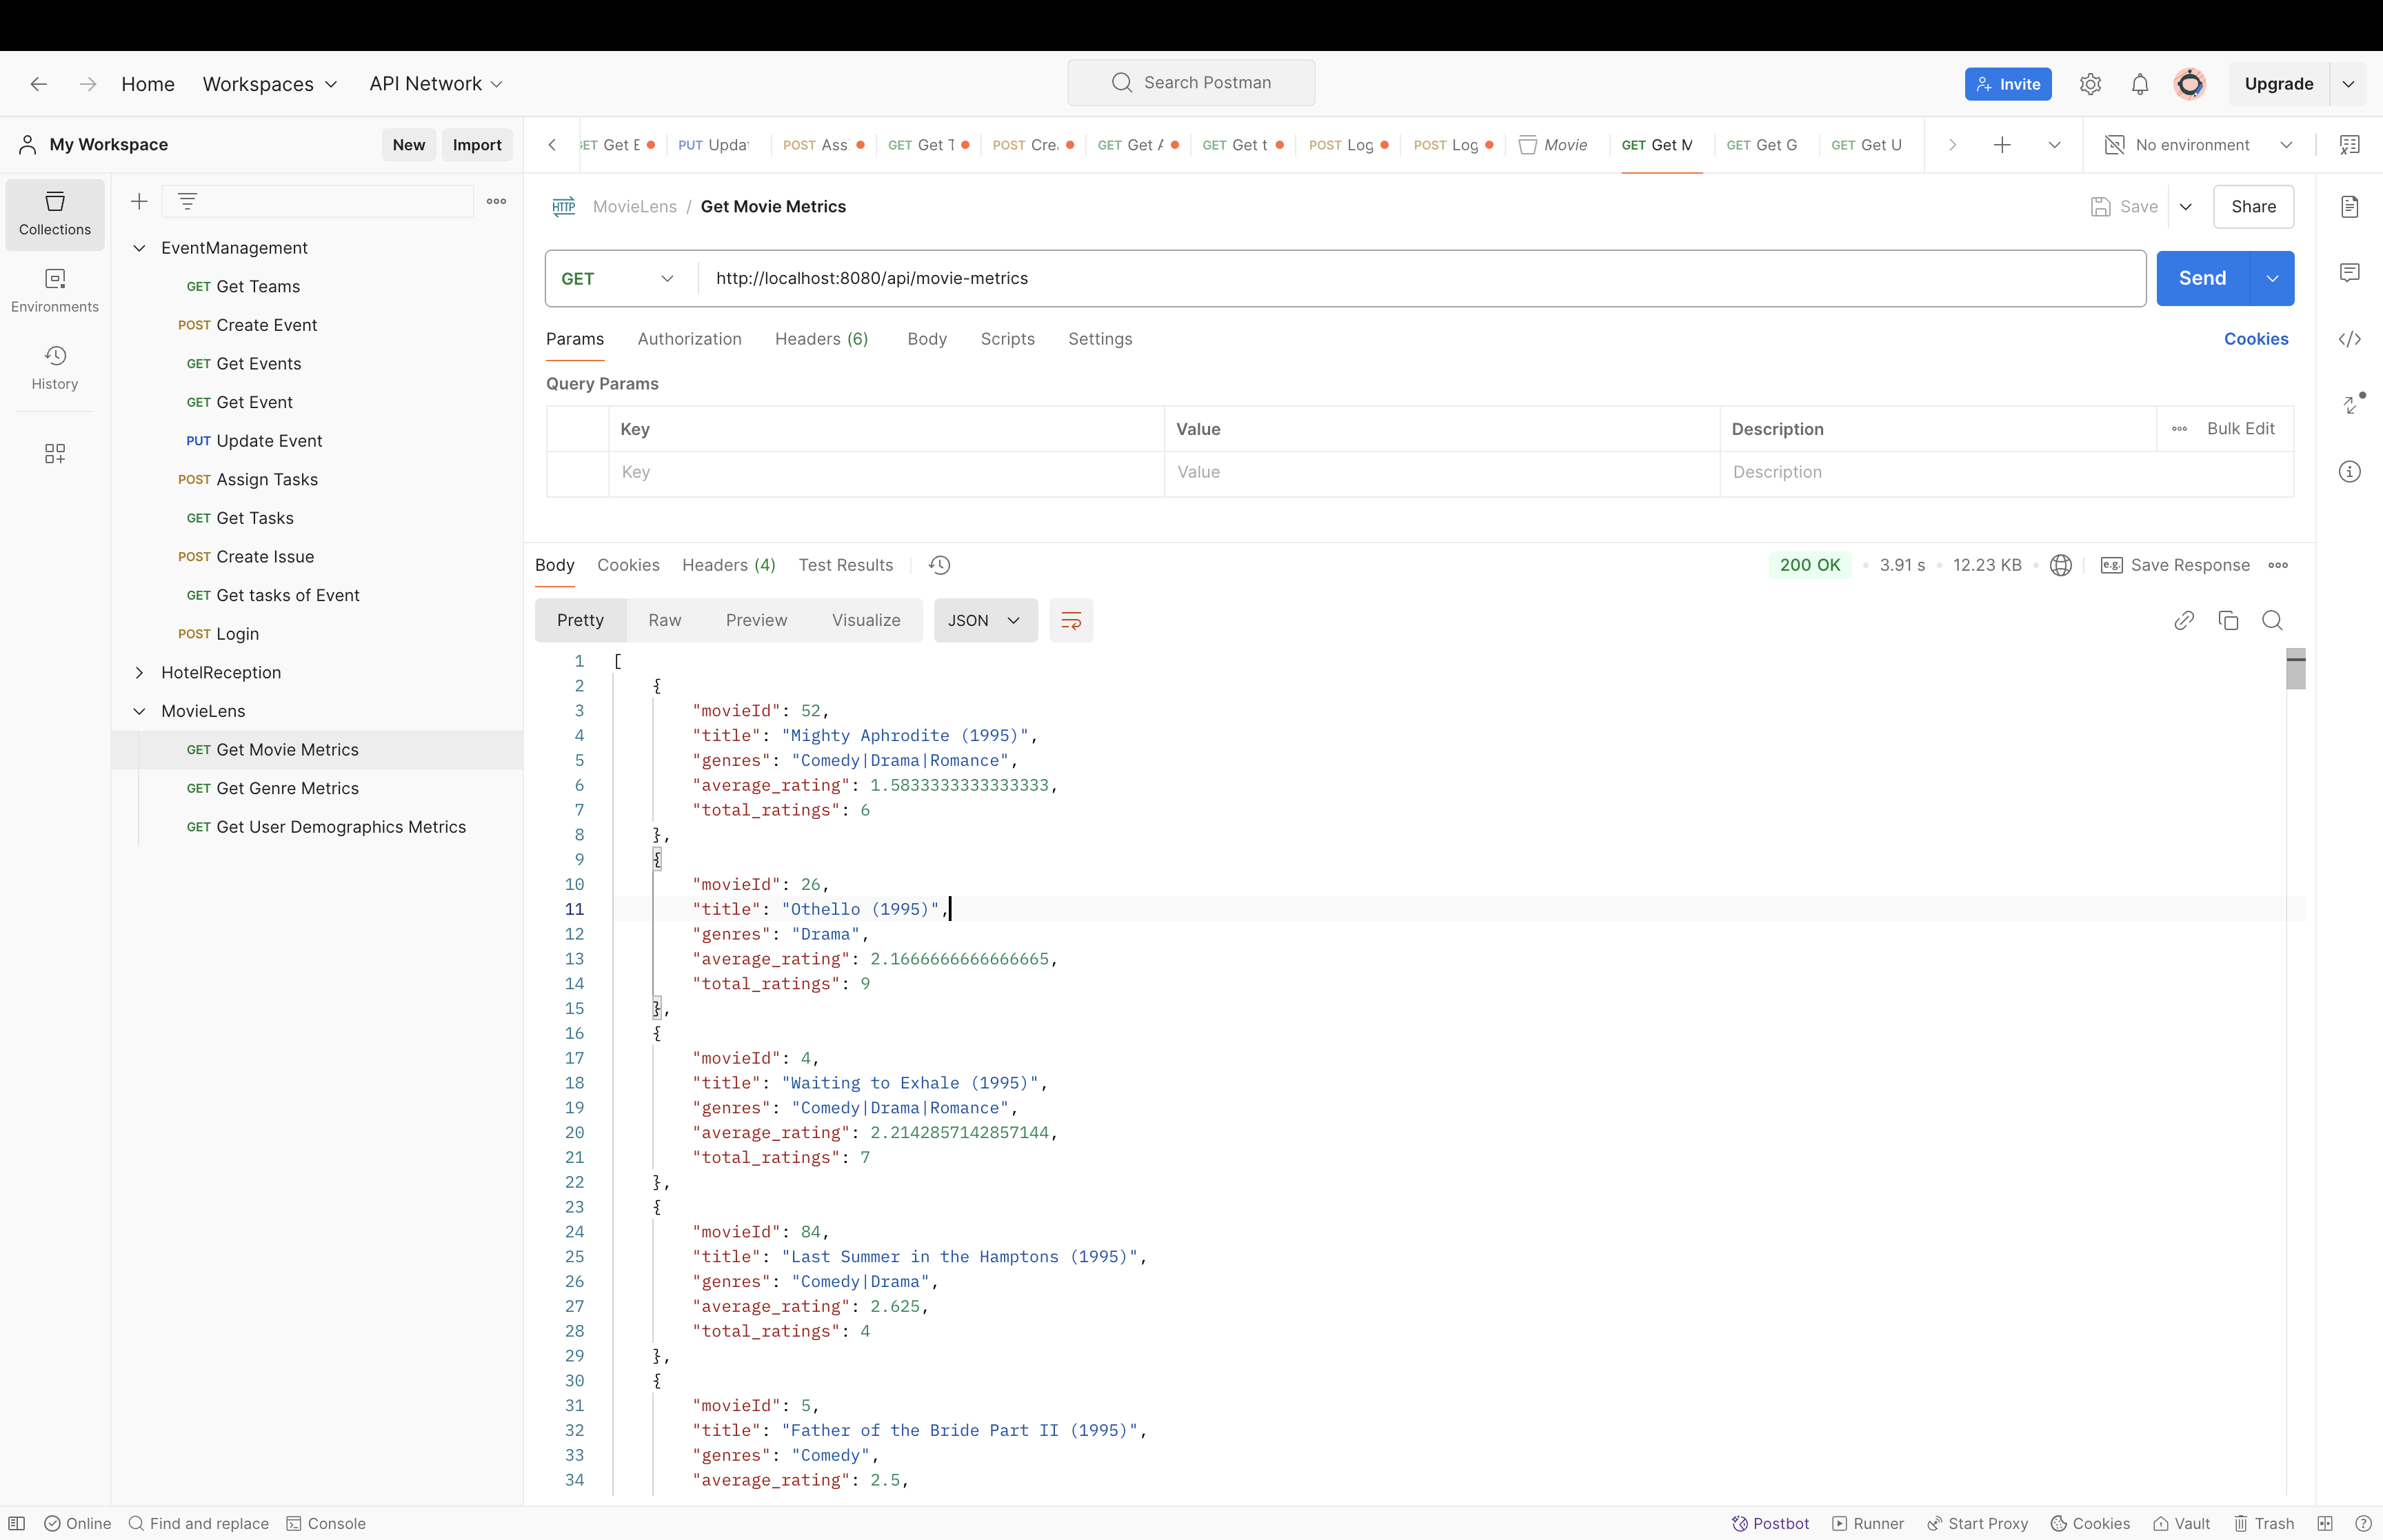 Home Workspaces API Network Search Postman Invite Upgrade
My Workspace New Import
GET Get E PUT Updat POST Ass GET Get T POST Cre GET Get A GET Get t POST Log POST Log Movie GET Get M GET Get G GET Get U No environment
Collections
Environments
History
EventManagement
GET Get Teams
POST Create Event
GET Get Events
GET Get Event
PUT Update Event
POST Assign Tasks
GET Get Tasks
POST Create Issue
GET Get tasks of Event
POST Login
HotelReception
MovieLens
GET Get Movie Metrics
GET Get Genre Metrics
GET Get User Demographics Metrics
HTTP MovieLens / Get Movie Metrics Save Share
GET http://localhost:8080/api/movie-metrics Send
Params Authorization Headers (6) Body Scripts Settings Cookies
Query Params
Key Value Description Bulk Edit
Key Value Description
Body Cookies Headers (4) Test Results 200 OK 3.91 s 12.23 KB e.g. Save Response
Pretty Raw Preview Visualize JSON
1 [
2 {
3 "movieId": 52,
4 "title": "Mighty Aphrodite (1995)",
5 "genres": "Comedy|Drama|Romance",
6 "average_rating": 1.5833333333333333,
7 "total_ratings": 6
8 },
9 {
10 "movieId": 26,
11 "title": "Othello (1995)",
12 "genres": "Drama",
13 "average_rating": 2.1666666666666665,
14 "total_ratings": 9
15 },
16 {
17 "movieId": 4,
18 "title": "Waiting to Exhale (1995)",
19 "genres": "Comedy|Drama|Romance",
20 "average_rating": 2.2142857142857144,
21 "total_ratings": 7
22 },
23 {
24 "movieId": 84,
25 "title": "Last Summer in the Hamptons (1995)",
26 "genres": "Comedy|Drama",
27 "average_rating": 2.625,
28 "total_ratings": 4
29 },
30 {
31 "movieId": 5,
32 "title": "Father of the Bride Part II (1995)",
33 "genres": "Comedy",
34 "average_rating": 2.5,
Online Find and replace Console Postbot Runner Start Proxy Cookies Vault Trash